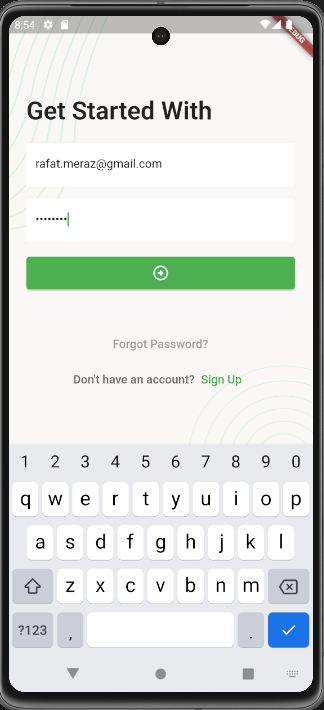 8:54
DEBUG
Get Started With
rafat.meraz@gmail.com
••••••••
Forgot Password?
Don't have an account? Sign Up
1 2 3 4 5 6 7 8 9 0
q w e r t y u i o p
a s d f g h j k l
z x c v b n m
?123 , .